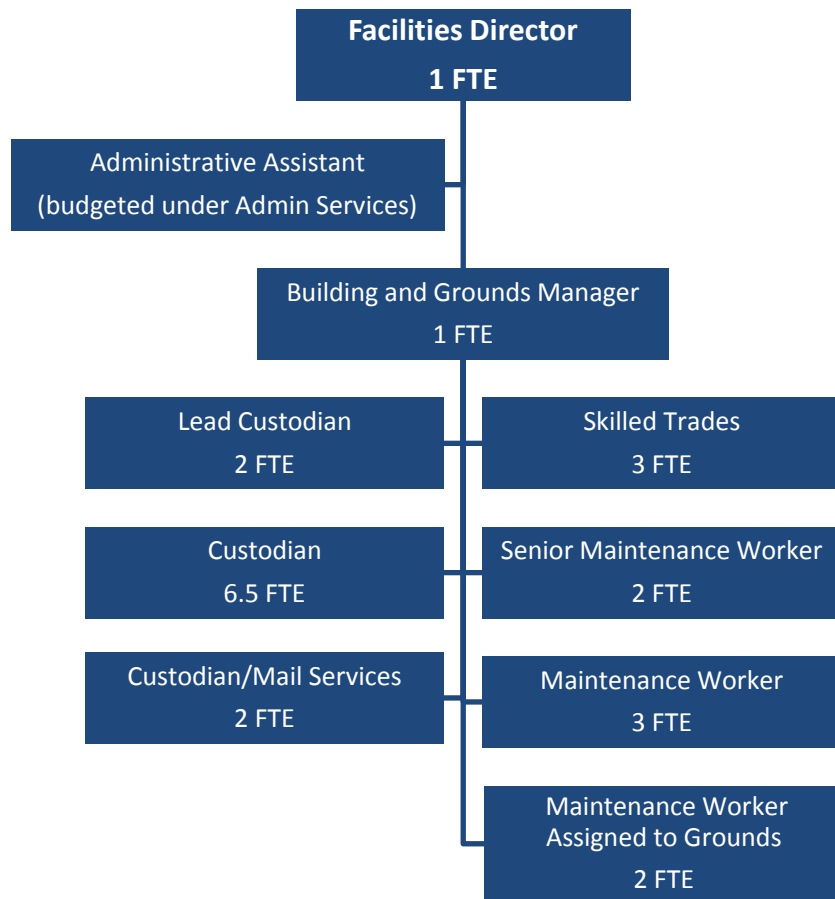 Facilities Director
1 FTE
Administrative Assistant
(budgeted under Admin Services)
Building and Grounds Manager
1 FTE
Lead Custodian
2 FTE
Skilled Trades
3 FTE
Custodian
6.5 FTE
Senior Maintenance Worker
2 FTE
Custodian/Mail Services
2 FTE
Maintenance Worker
3 FTE
Maintenance Worker
Assigned to Grounds
2 FTE